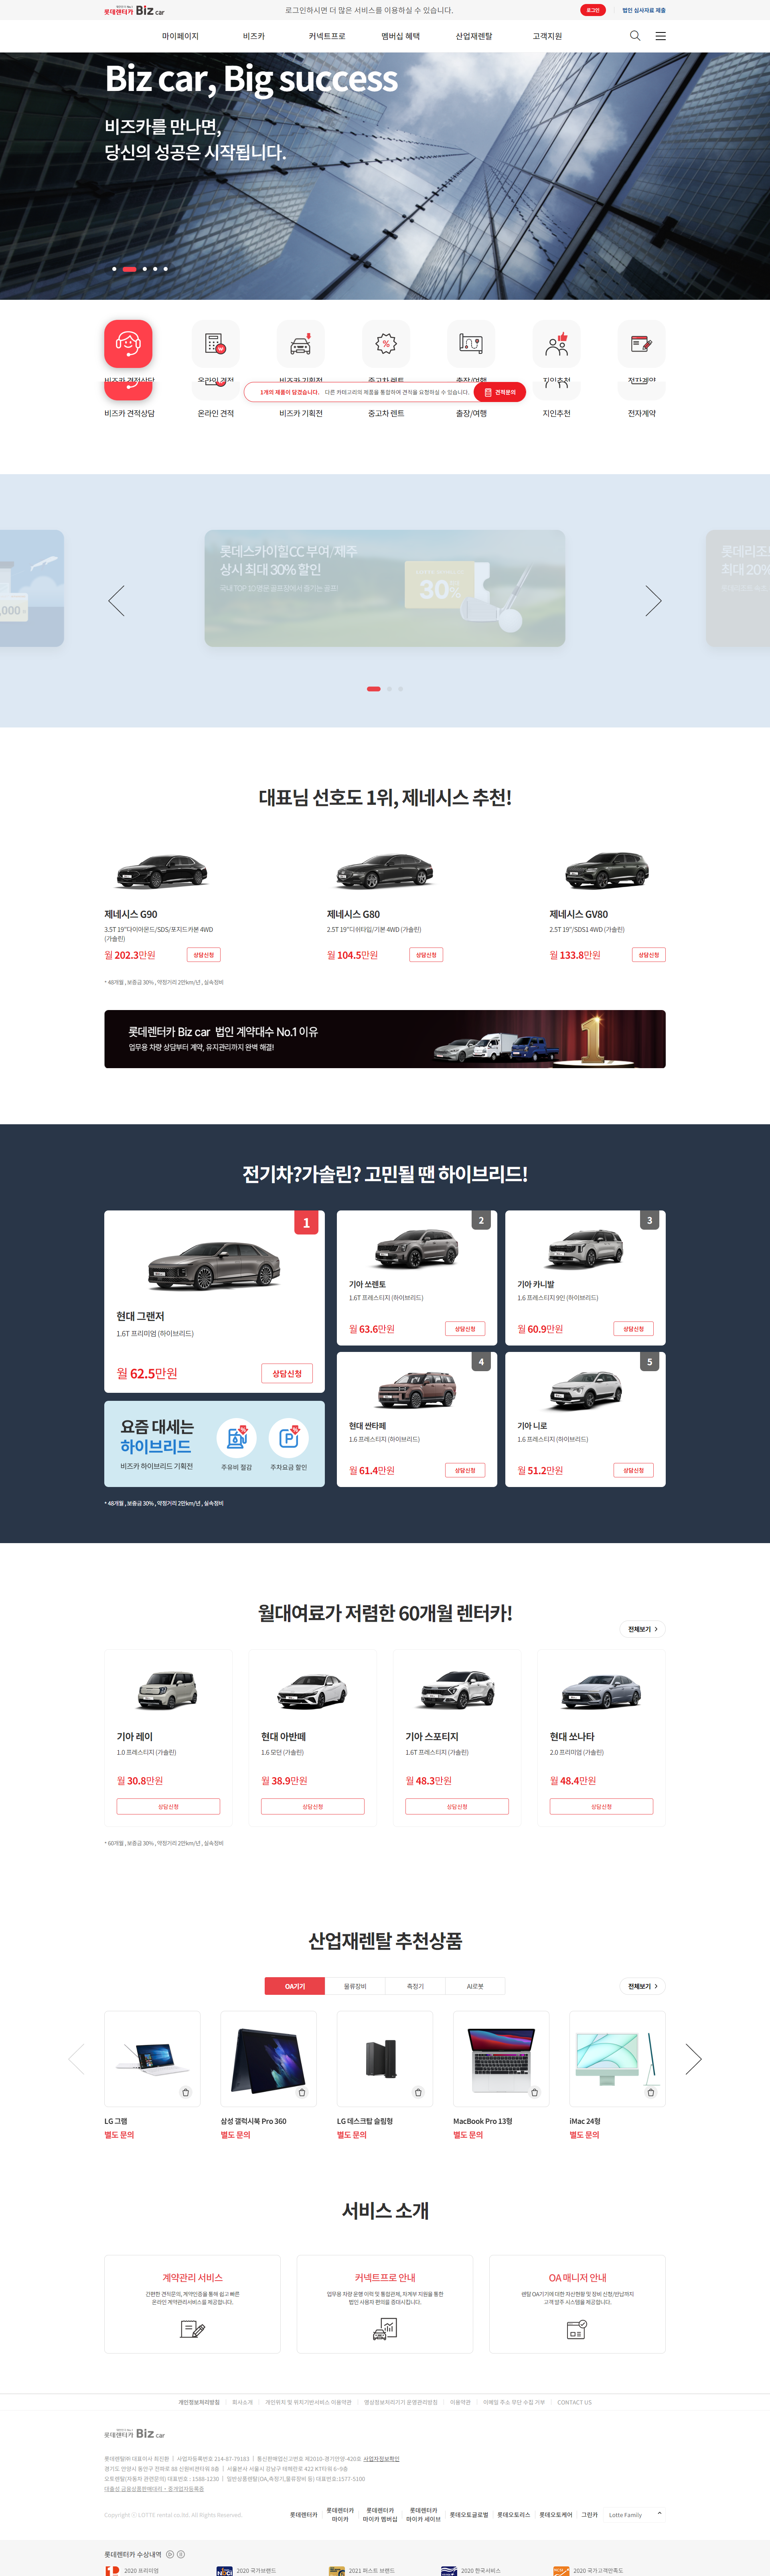 롯데렌터카 Biz car
로그인하시면 더 많은 서비스를 이용하실 수 있습니다.
로그인
법인 심사자료 제출
마이페이지
비즈카
커넥트프로
멤버십 혜택
산업재렌탈
고객지원
Biz car, Big success
비즈카를 만나면,
당신의 성공은 시작됩니다.
1개의 제품이 담겼습니다. 다른 카테고리의 제품을 통합하여 견적을 요청하실 수 있습니다.
견적문의
비즈카 견적상담
온라인 견적
비즈카 기획전
중고차 렌트
출장/여행
지인추천
전자계약
롯데스카이힐CC 부여/제주
상시 최대 30% 할인
30%
대표님 선호도 1위, 제네시스 추천!
제네시스 G90
3.5T 19"다이아몬드/SDS/포지드카본 4WD
(가솔린)
월 202.3만원
상담신청
제네시스 G80
2.5T 19"디쉬타입/기본 4WD (가솔린)
월 104.5만원
상담신청
제네시스 GV80
2.5T 19"/SDS1 4WD (가솔린)
월 133.8만원
상담신청
* 48개월 , 보증금 30% , 약정거리 2만km/년 , 실속정비
롯데렌터카 Biz car 법인 계약대수 No.1 이유
업무용 차량 상담부터 계약, 유지관리까지 완벽 해결!
1
전기차?가솔린? 고민될 땐 하이브리드!
1
현대 그랜저
1.6T 프리미엄 (하이브리드)
월 62.5만원
상담신청
2
기아 쏘렌토
1.6T 프레스티지 (하이브리드)
월 63.6만원
상담신청
3
기아 카니발
1.6 프레스티지 9인 (하이브리드)
월 60.9만원
상담신청
4
현대 싼타페
1.6 프레스티지 (하이브리드)
월 61.4만원
상담신청
5
기아 니로
1.6 프레스티지 (하이브리드)
월 51.2만원
상담신청
요즘 대세는
하이브리드
비즈카 하이브리드 기획전
주유비 절감
주차요금 할인
* 48개월 , 보증금 30% , 약정거리 2만km/년 , 실속정비
월대여료가 저렴한 60개월 렌터카!
전체보기
기아 레이
1.0 프레스티지 (가솔린)
월 30.8만원
상담신청
현대 아반떼
1.6 모던 (가솔린)
월 38.9만원
상담신청
기아 스포티지
1.6T 프레스티지 (가솔린)
월 48.3만원
상담신청
현대 쏘나타
2.0 프리미엄 (가솔린)
월 48.4만원
상담신청
* 60개월 , 보증금 30% , 약정거리 2만km/년 , 실속정비
산업재렌탈 추천상품
OA기기
물류장비
측정기
AI로봇
전체보기
LG 그램
별도 문의
삼성 갤럭시북 Pro 360
별도 문의
LG 데스크탑 슬림형
별도 문의
MacBook Pro 13형
별도 문의
iMac 24형
별도 문의
서비스 소개
계약관리 서비스
간편한 견적문의, 계약인증을 통해 쉽고 빠른
온라인 계약관리서비스를 제공합니다.
커넥트프로 안내
업무용 차량 운행 이력 및 통합관제, 차계부 지원을 통한
법인 사용자 편의를 증대시킵니다.
OA 매니저 안내
렌탈 OA기기에 대한 자산현황 및 장비 신청/반납까지
고객 맞춤 시스템을 제공합니다.
개인정보처리방침
회사소개
개인위치 및 위치기반서비스 이용약관
영상정보처리기기 운영관리방침
이용약관
이메일 주소 무단 수집 거부
CONTACT US
롯데렌터카 Biz car
롯데렌탈㈜ 대표이사 최진환 | 사업자등록번호 214-87-79183 | 통신판매업신고번호 제2010-경기안양-420호 사업자정보확인
경기도 안양시 동안구 전파로 88 신원비젼타워 8층 | 서울본사 서울시 강남구 테헤란로 422 KT타워 6~9층
오토렌탈(자동차 관련문의) 대표번호 : 1588-1230 | 일반상품렌탈(OA,측정기,물류장비 등) 대표번호:1577-5100
대출성 금융상품판매대리·중개업자등록증
Copyright ⓒ LOTTE rental co.ltd. All Rights Reserved.
롯데렌터카
롯데렌터카
마이카
롯데렌터카
마이카 멤버십
롯데렌터카
마이카 세이브
롯데오토글로벌
롯데오토리스
롯데오토케어
그린카
Lotte Family
롯데렌터카 수상내역
2020 프리미엄
2020 국가브랜드
2021 퍼스트 브랜드
2020 한국서비스
2020 국가고객만족도